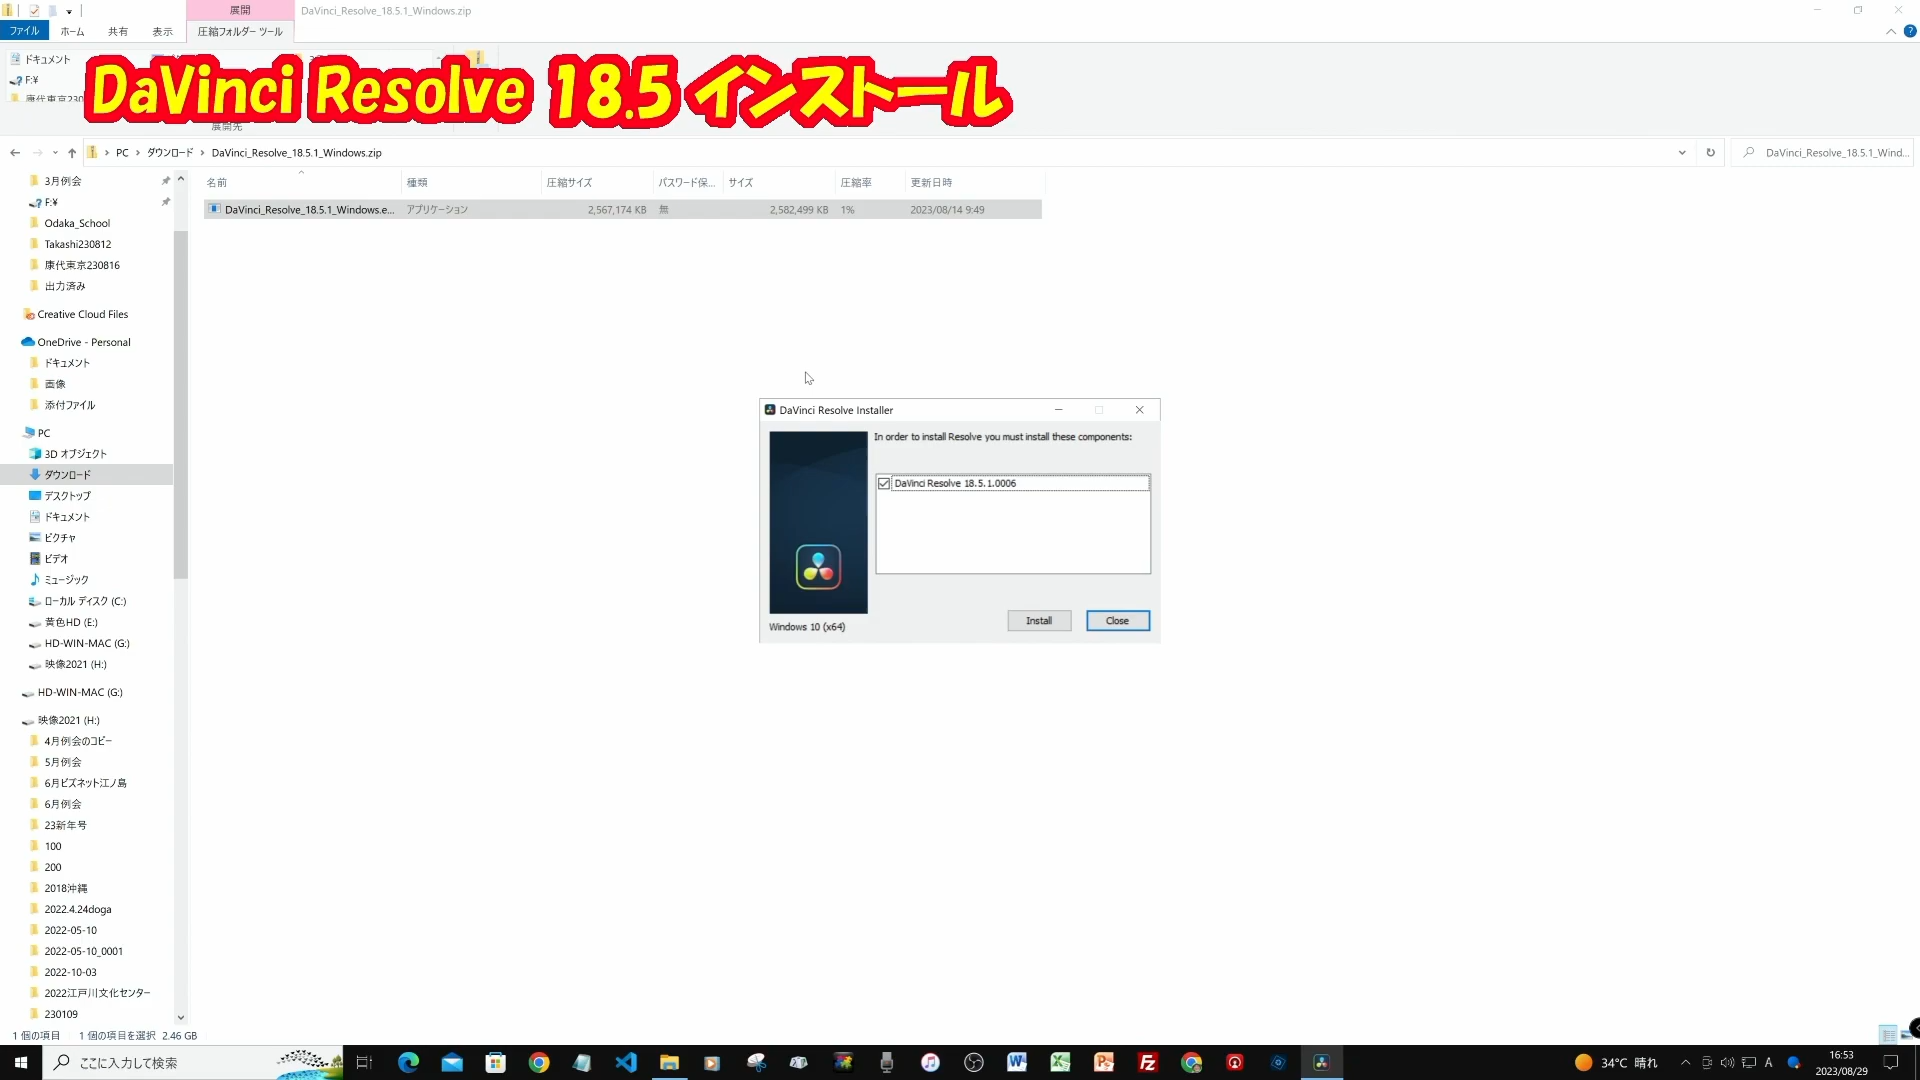 展開
DaVinci_Resolve_18.5.1_Windows.zip
ファイル
ホーム
共有
表示
圧縮フォルダー ツール
ドキュメント
F:¥
康代東京230
展開先
DaVinci Resolve 18.5 インストール
PC
ダウンロード
DaVinci_Resolve_18.5.1_Windows.zip
DaVinci_Resolve_18.5.1_Wind...
名前
種類
圧縮サイズ
パスワード保...
サイズ
圧縮率
更新日時
DaVinci_Resolve_18.5.1_Windows.e...
アプリケーション
2,567,174 KB
無
2,582,499 KB
1%
2023/08/14 9:49
3月例会
F:¥
Odaka_School
Takashi230812
康代東京230816
出力済み
Creative Cloud Files
OneDrive - Personal
ドキュメント
画像
添付ファイル
PC
3D オブジェクト
ダウンロード
デスクトップ
ドキュメント
ピクチャ
ビデオ
ミュージック
ローカル ディスク (C:)
黄色HD (E:)
HD-WIN-MAC (G:)
映像2021 (H:)
HD-WIN-MAC (G:)
映像2021 (H:)
4月例会のコピー
5月例会
6月ビズネット江ノ島
6月例会
23新年号
100
200
2018沖縄
2022.4.24doga
2022-05-10
2022-05-10_0001
2022-10-03
2022江戸川文化センター
230109
DaVinci Resolve Installer
In order to install Resolve you must install these components:
DaVinci Resolve 18.5.1.0006
Windows 10 (x64)
Install
Close
1 個の項目
1 個の項目を選択 2.46 GB
ここに入力して検索
34°C 晴れ
A
16:53
2023/08/29